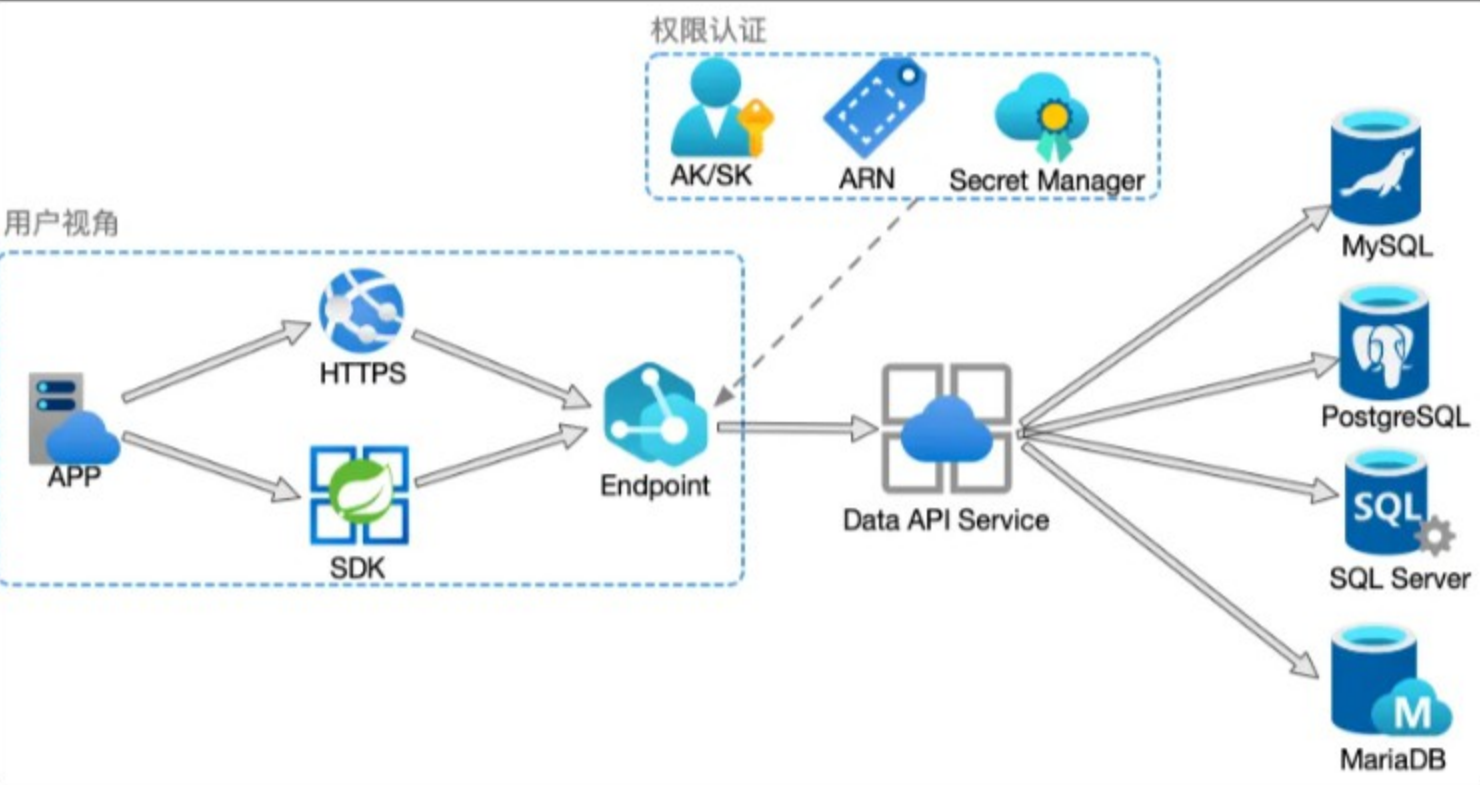 权限认证
AK/SK
ARN
Secret Manager
用户视角
HTTPS
APP
SDK
Endpoint
Data API Service
MySQL
PostgreSQL
SQL
SQL Server
M
MariaDB